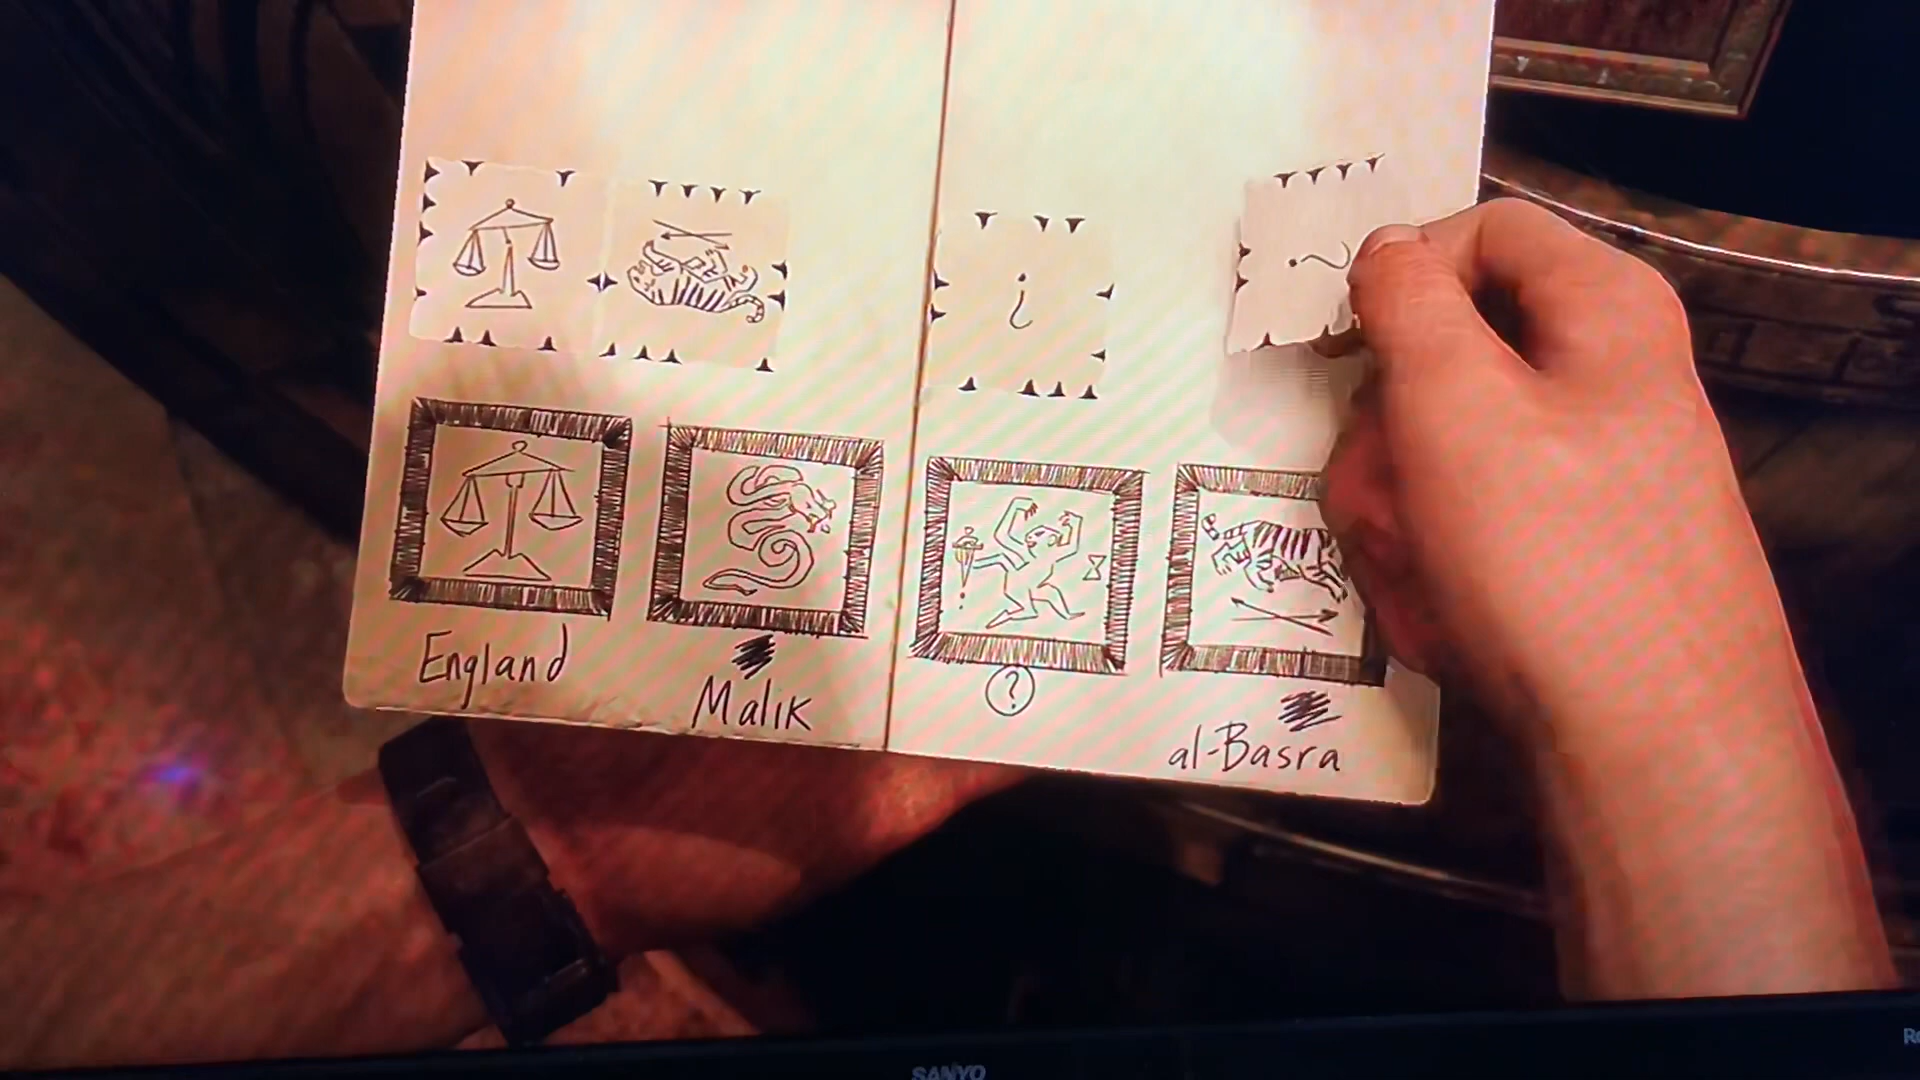 ¿
?
England
Malik
?
al-Basra
SANYO